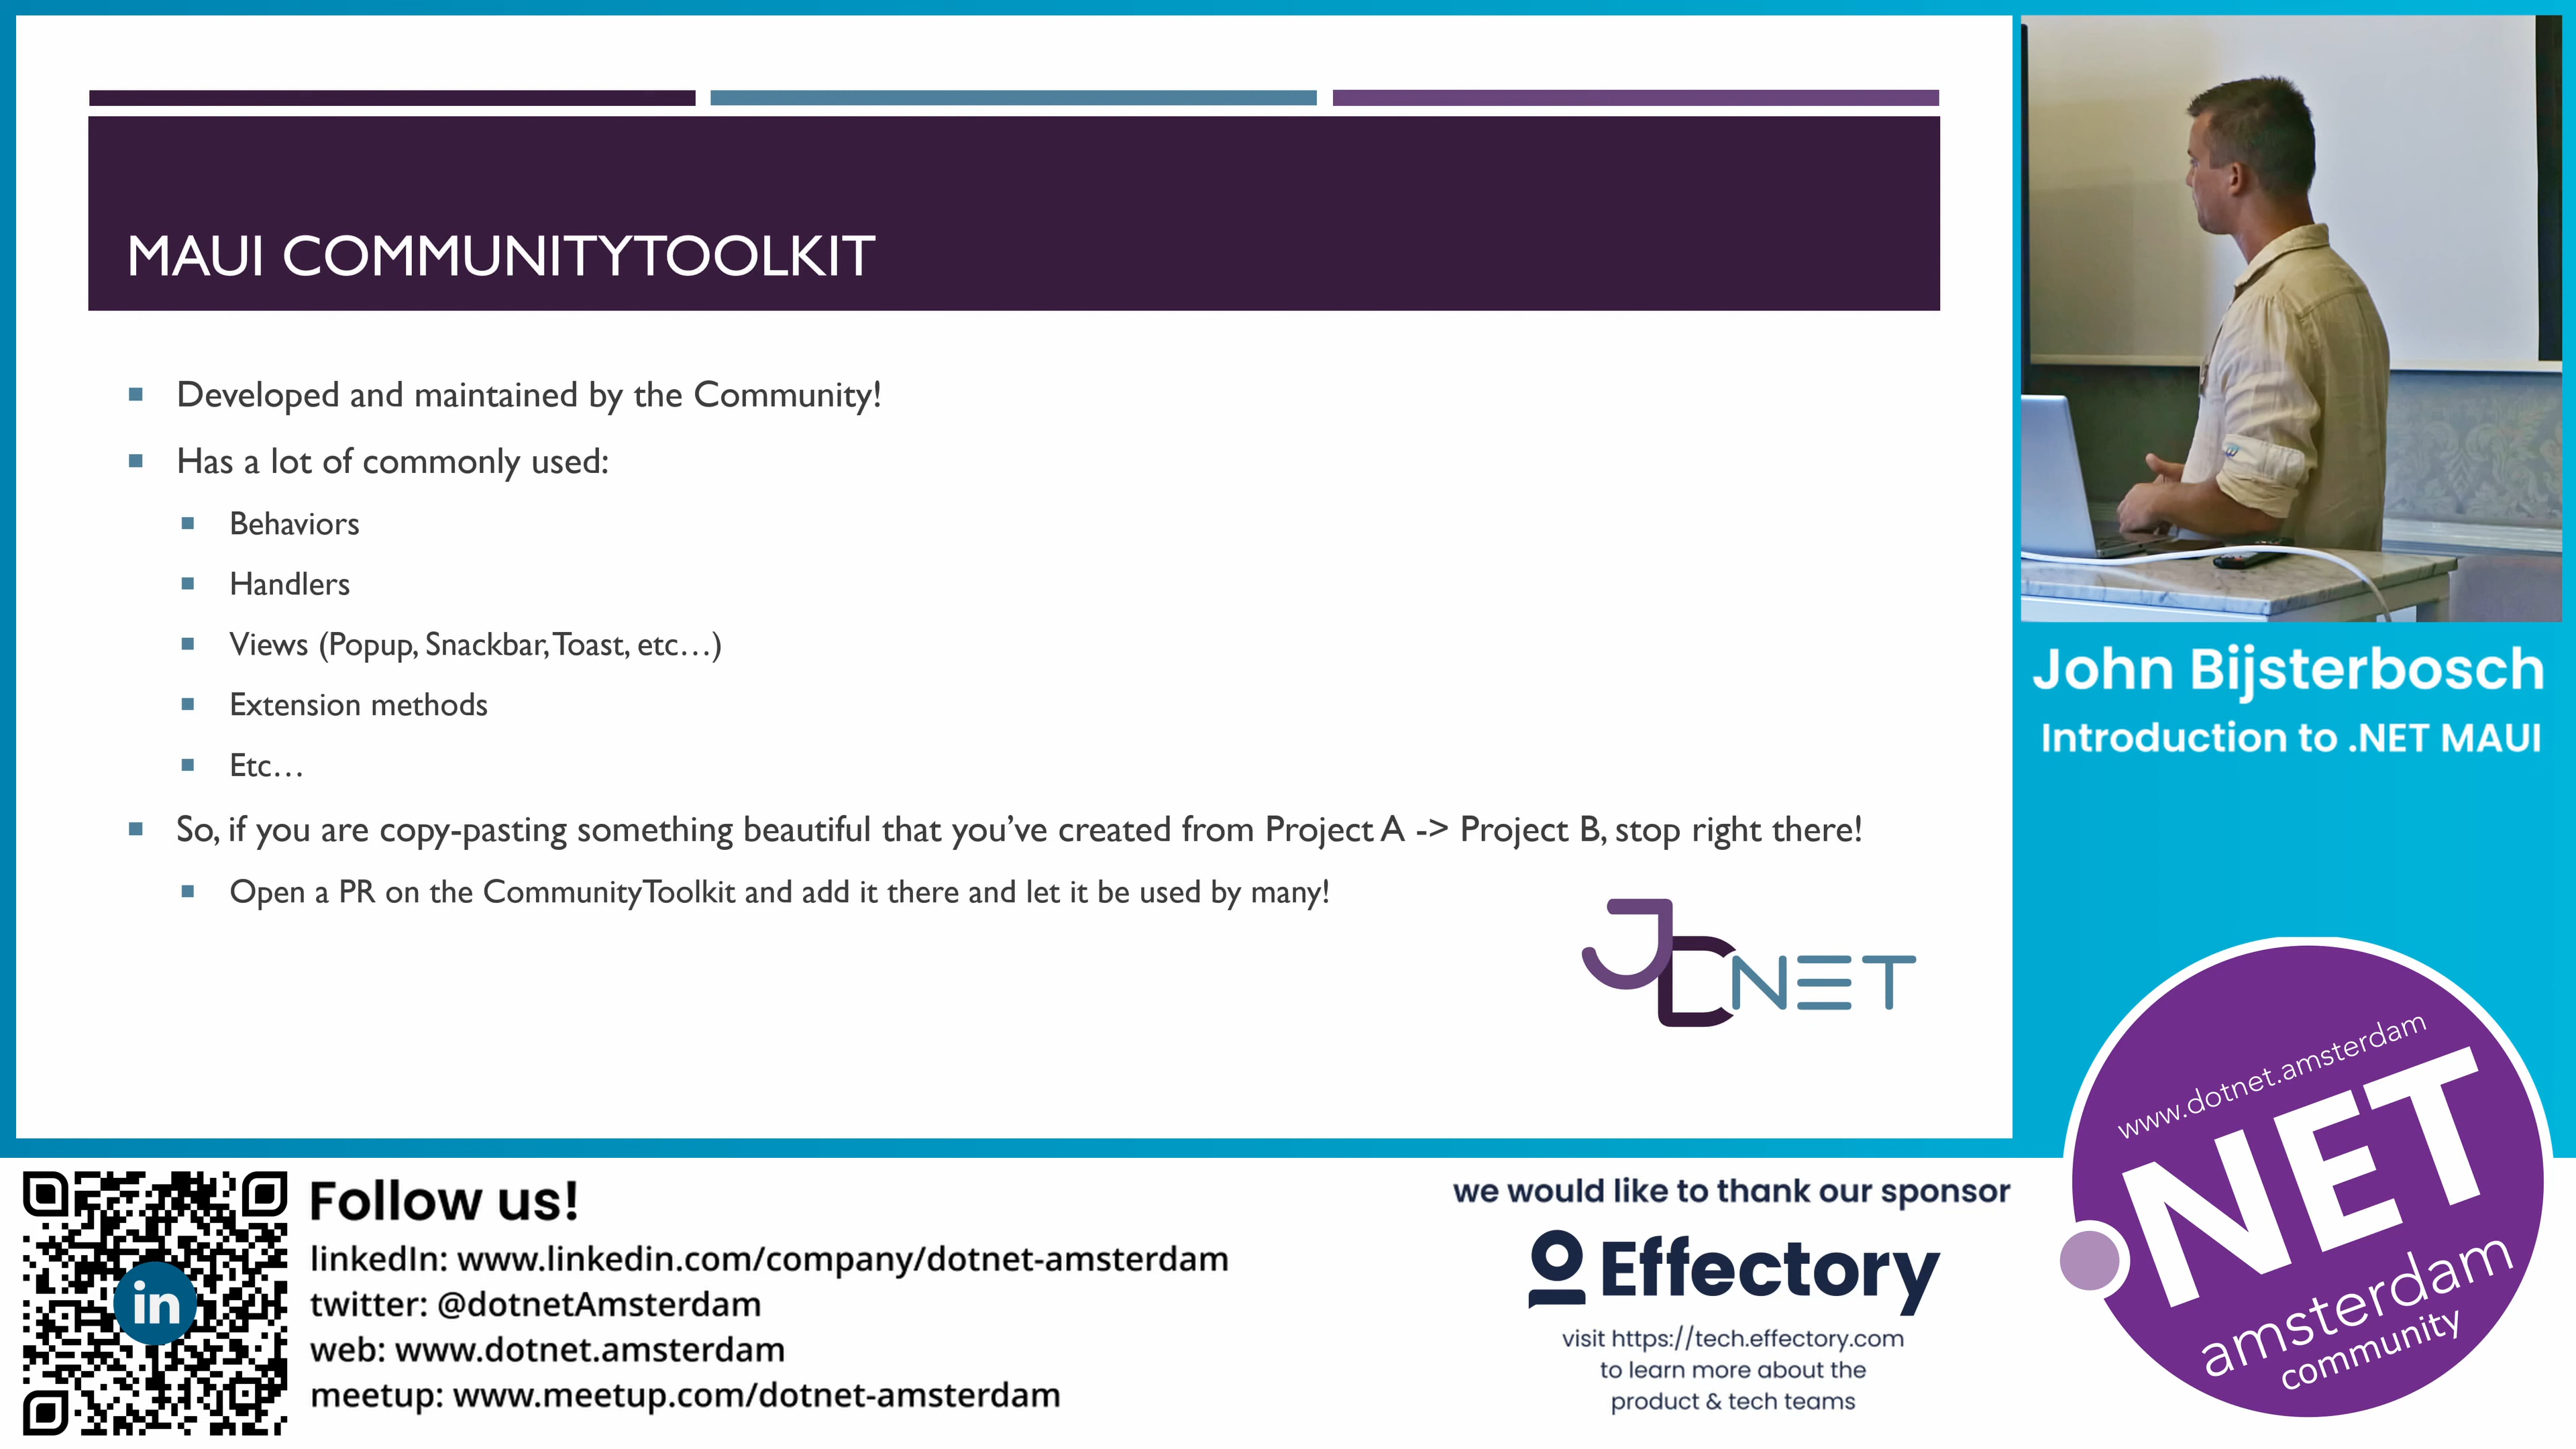 MAUI COMMUNITYTOOLKIT
Developed and maintained by the Community!
Has a lot of commonly used:
Behaviors
Handlers
Views (Popup, Snackbar, Toast, etc…)
Extension methods
Etc…
So, if you are copy-pasting something beautiful that you’ve created from Project A -> Project B, stop right there!
Open a PR on the CommunityToolkit and add it there and let it be used by many!
JDNET
John Bijsterbosch
Introduction to .NET MAUI
Follow us!
linkedIn: www.linkedin.com/company/dotnet-amsterdam
twitter: @dotnetAmsterdam
web: www.dotnet.amsterdam
meetup: www.meetup.com/dotnet-amsterdam
in
we would like to thank our sponsor
Effectory
visit https://tech.effectory.com
to learn more about the
product & tech teams
www.dotnet.amsterdam
.NET
amsterdam
community